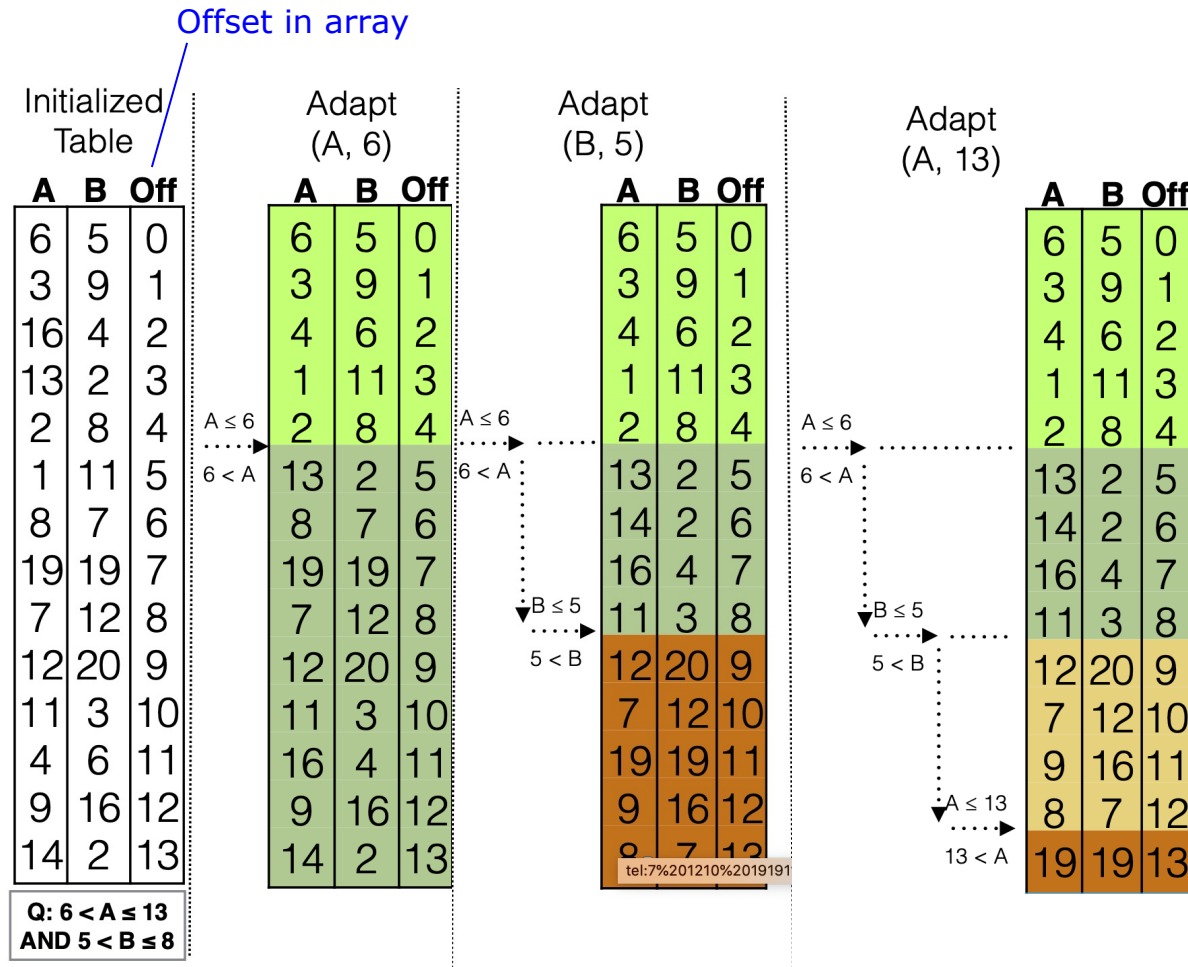 Offset in array
Initialized
Table
A B Off
6 5 0
3 9 1
16 4 2
13 2 3
2 8 4
1 11 5
8 7 6
19 19 7
7 12 8
12 20 9
11 3 10
4 6 11
9 16 12
14 2 13
Q: 6 < A ≤ 13
AND 5 < B ≤ 8
A ≤ 6
6 < A
Adapt
(A, 6)
A B Off
6 5 0
3 9 1
4 6 2
1 11 3
2 8 4
13 2 5
8 7 6
19 19 7
7 12 8
12 20 9
11 3 10
16 4 11
9 16 12
14 2 13
A ≤ 6
6 < A
B ≤ 5
5 < B
Adapt
(B, 5)
A B Off
6 5 0
3 9 1
4 6 2
1 11 3
2 8 4
13 2 5
14 2 6
16 4 7
11 3 8
12 20 9
7 12 10
19 19 11
9 16 12
8 7 13
tel:7%201210%2019191
A ≤ 6
6 < A
B ≤ 5
5 < B
A ≤ 13
13 < A
Adapt
(A, 13)
A B Off
6 5 0
3 9 1
4 6 2
1 11 3
2 8 4
13 2 5
14 2 6
16 4 7
11 3 8
12 20 9
7 12 10
9 16 11
8 7 12
19 19 13